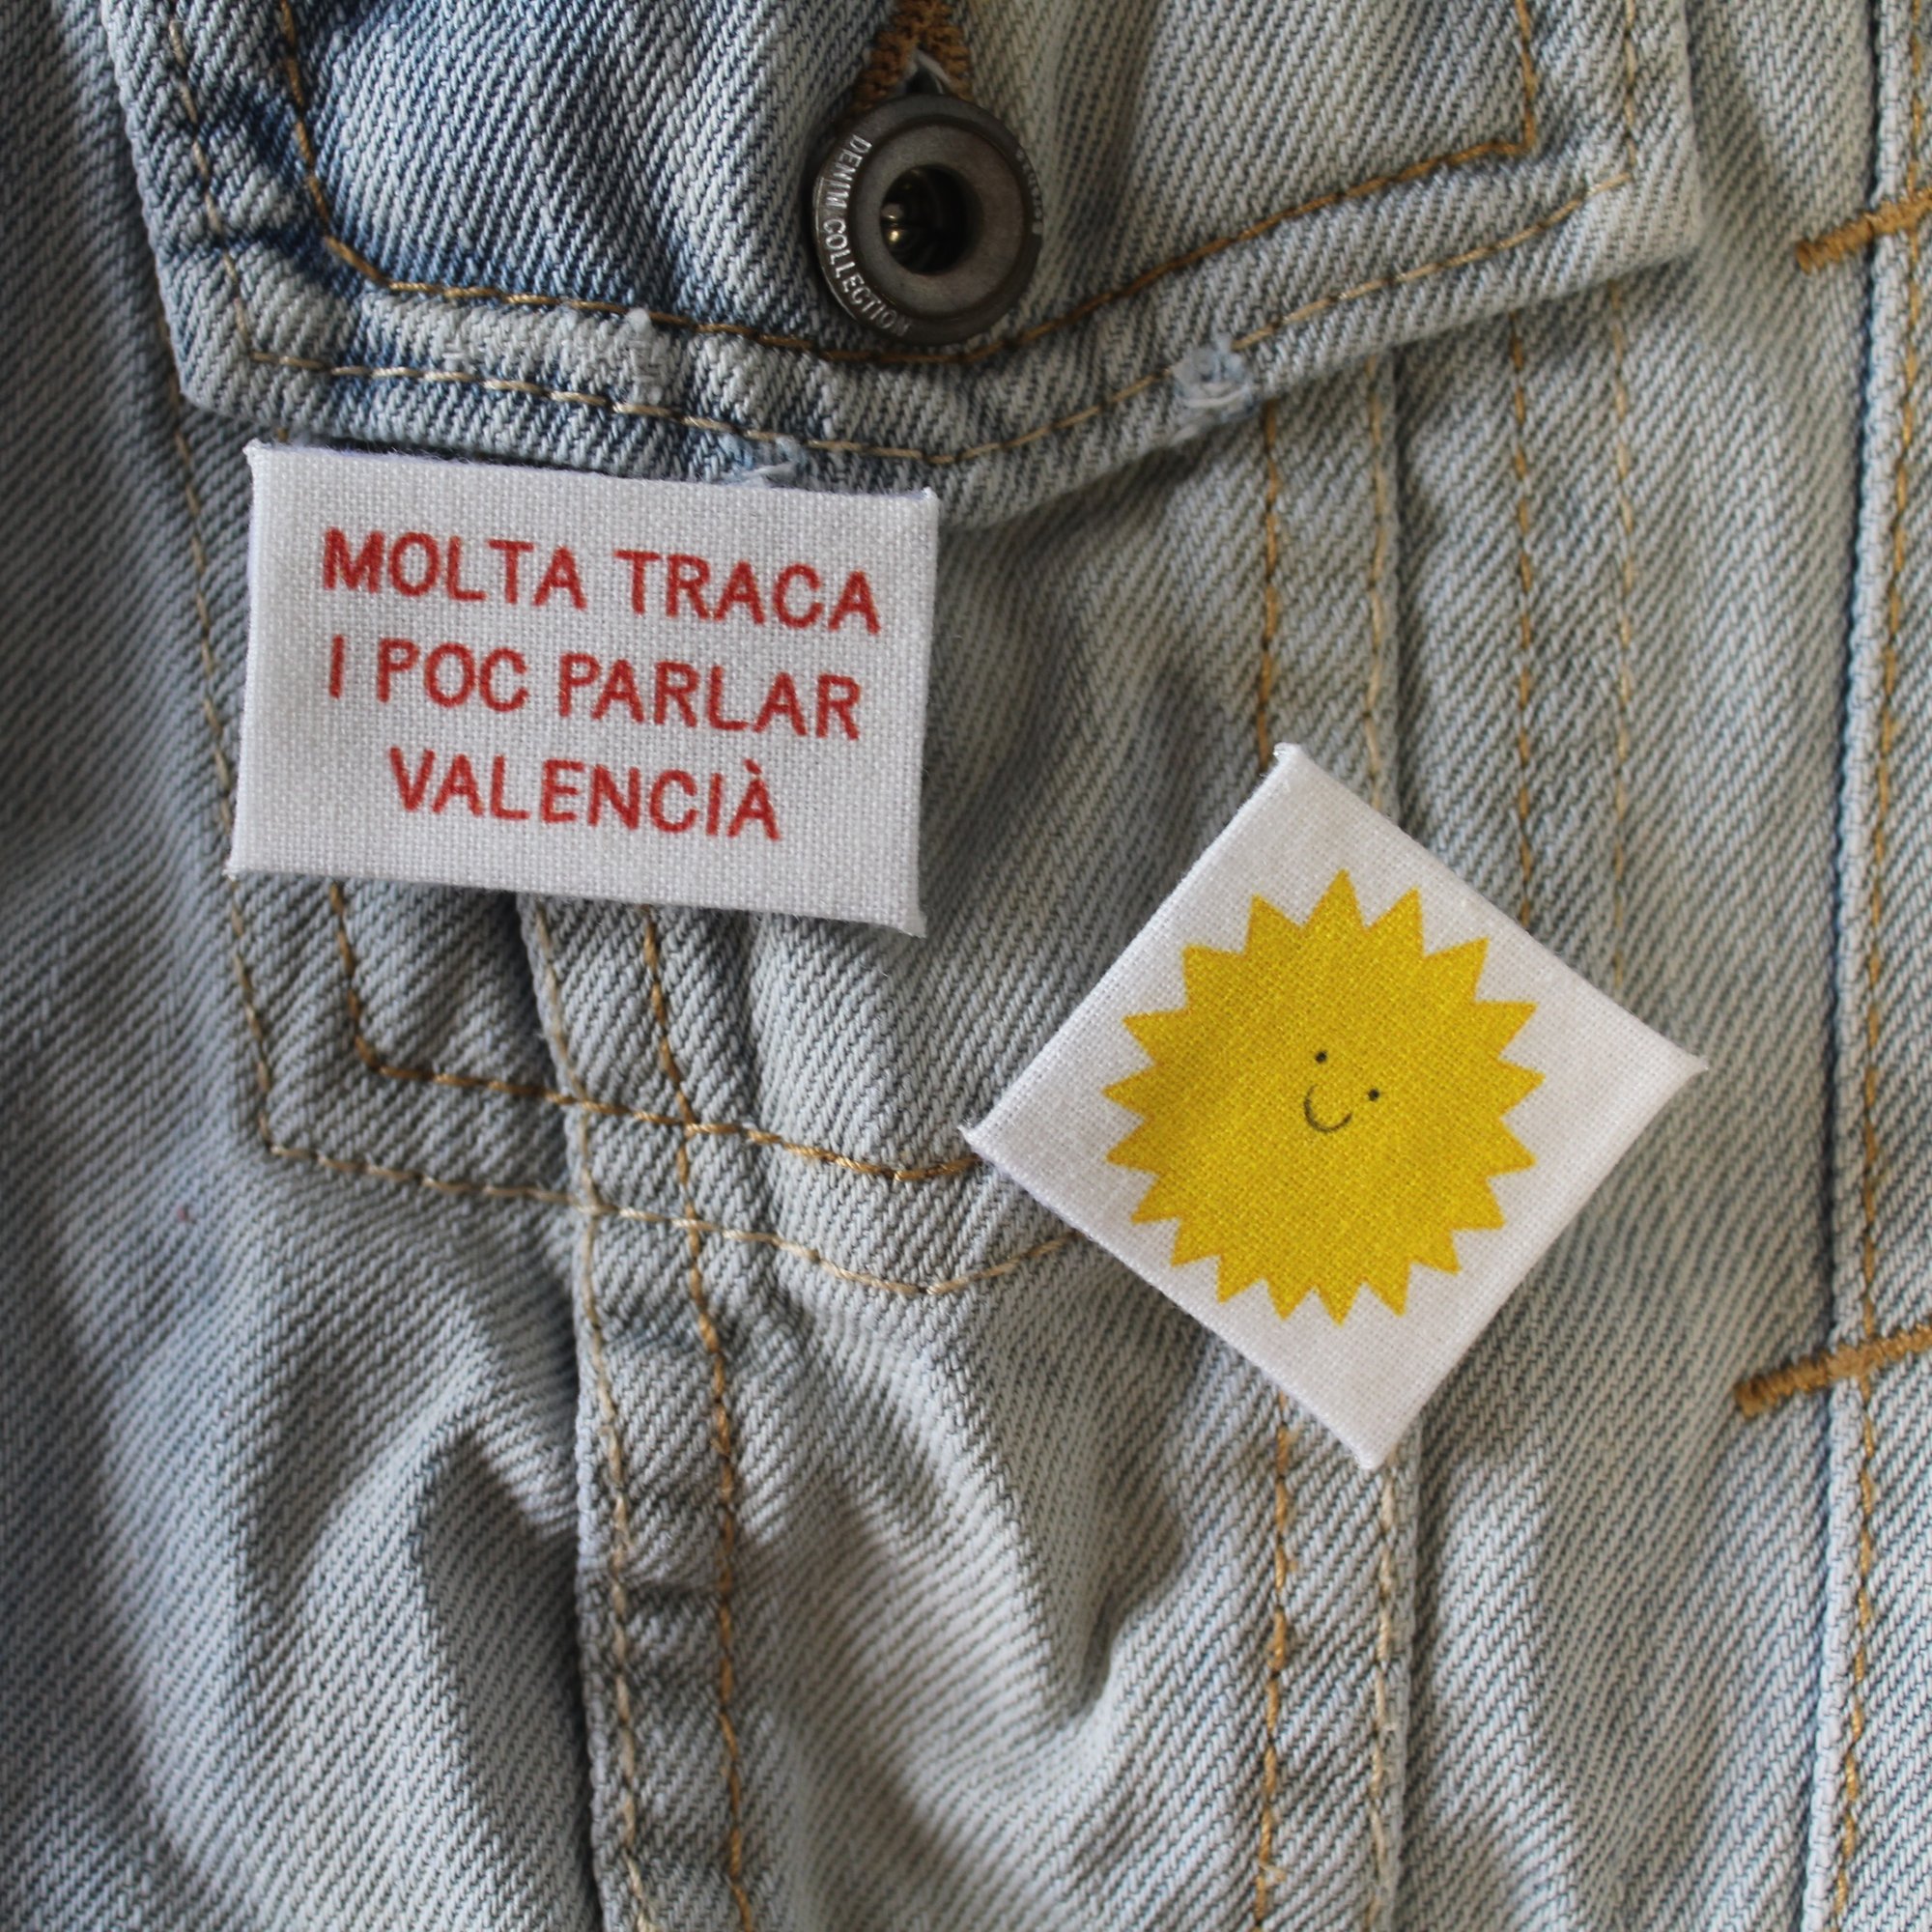 DENIM COLLECTION
MOLTA TRACA
I POC PARLAR
VALENCIÀ